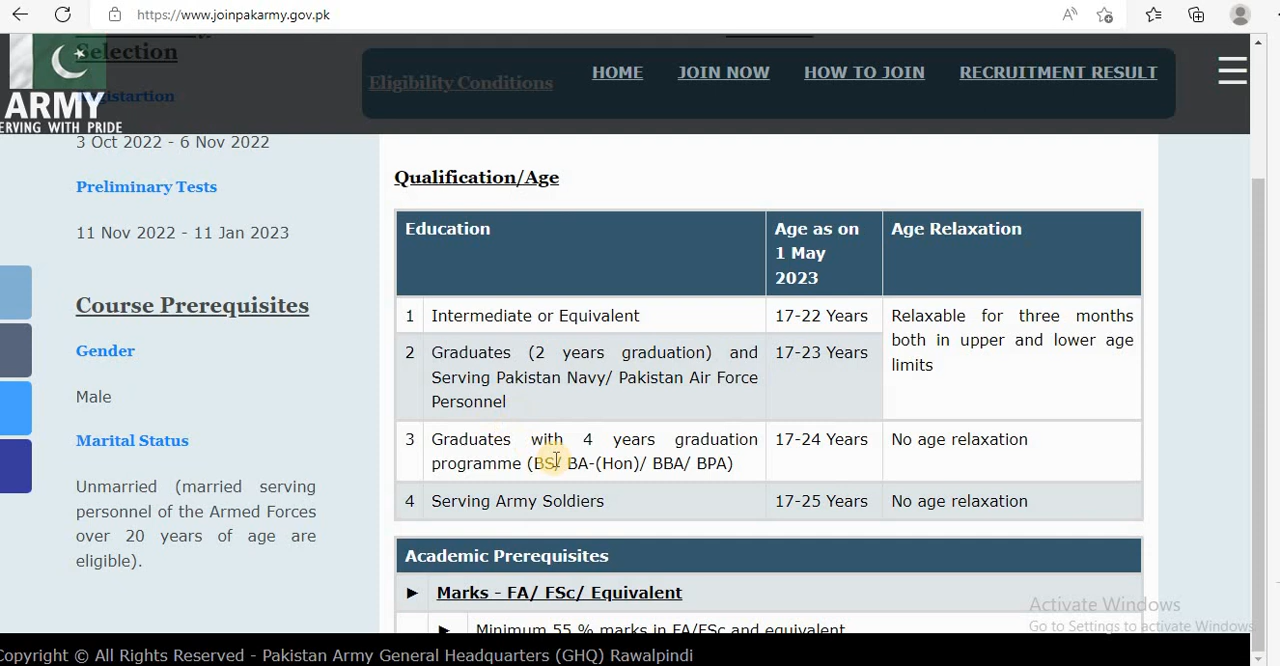 https://www.joinpakarmy.gov.pk
Selection
ARMY
SERVING WITH PRIDE
Eligibility Conditions
HOME
JOIN NOW
HOW TO JOIN
RECRUITMENT RESULT
Registartion
3 Oct 2022 - 6 Nov 2022
Preliminary Tests
11 Nov 2022 - 11 Jan 2023
Course Prerequisites
Gender
Male
Marital Status
Unmarried (married serving
personnel of the Armed Forces
over 20 years of age are
eligible).
Qualification/Age
Education
Age as on
1 May
2023
Age Relaxation
1 Intermediate or Equivalent
17-22 Years
Relaxable for three months
both in upper and lower age
limits
2 Graduates (2 years graduation) and
Serving Pakistan Navy/ Pakistan Air Force
Personnel
17-23 Years
3 Graduates with 4 years graduation
programme (BS/ BA-(Hon)/ BBA/ BPA)
17-24 Years
No age relaxation
4 Serving Army Soldiers
17-25 Years
No age relaxation
Academic Prerequisites
Marks - FA/ FSc/ Equivalent
Minimum 55 % marks in FA/FSc and equivalent
Activate Windows
Go to Settings to activate Windows
Copyright © All Rights Reserved - Pakistan Army General Headquarters (GHQ) Rawalpindi